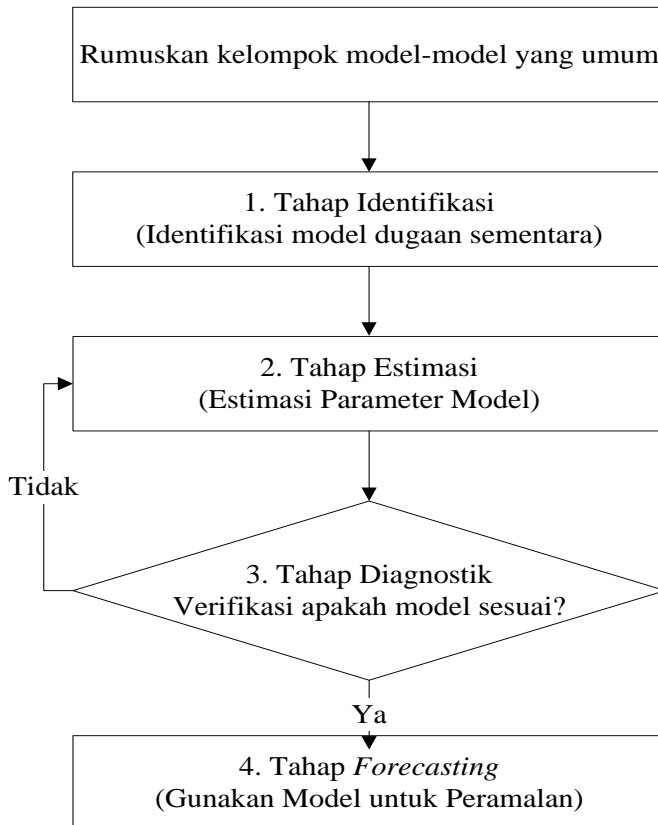 Rumuskan kelompok model-model yang umum
1. Tahap Identifikasi
(Identifikasi model dugaan sementara)
2. Tahap Estimasi
(Estimasi Parameter Model)
Tidak
3. Tahap Diagnostik
Verifikasi apakah model sesuai?
Ya
4. Tahap Forecasting
(Gunakan Model untuk Peramalan)